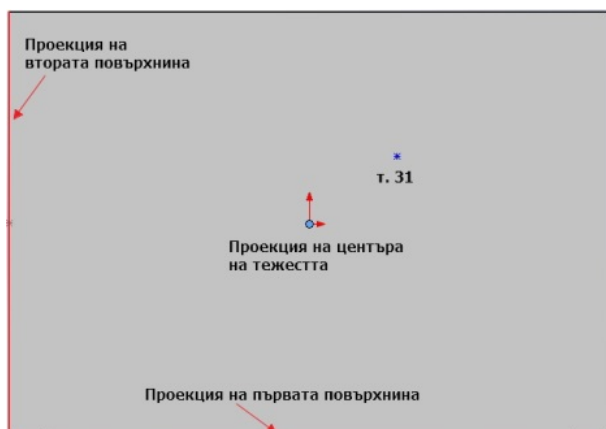 Проекция на
втората повърхнина
т. 31
Проекция на центъра
на тежестта
Проекция на първата повърхнина